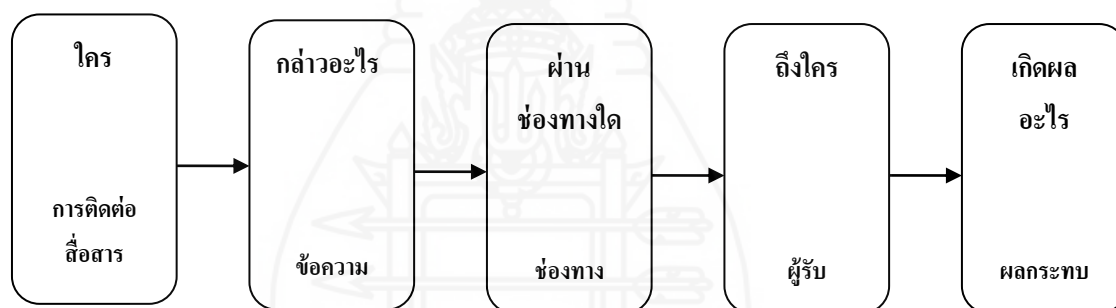 ใคร
การติดต่อ
สื่อสาร
กล่าวอะไร
ข้อความ
ผ่าน
ช่องทางใด
ช่องทาง
ถึงใคร
ผู้รับ
เกิดผล
อะไร
ผลกระทบ